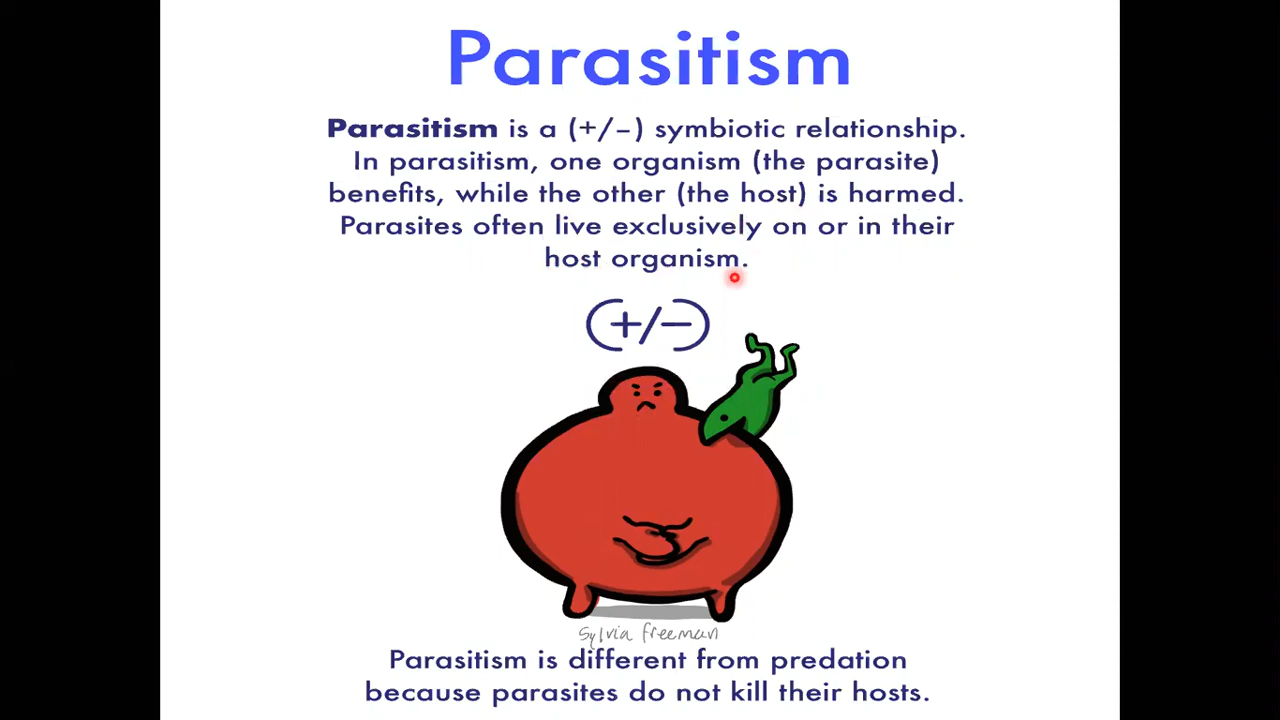 Parasitism
Parasitism is a (+/−) symbiotic relationship.
In parasitism, one organism (the parasite)
benefits, while the other (the host) is harmed.
Parasites often live exclusively on or in their
host organism.
(+/−)
Sylvia Freeman
Parasitism is different from predation
because parasites do not kill their hosts.